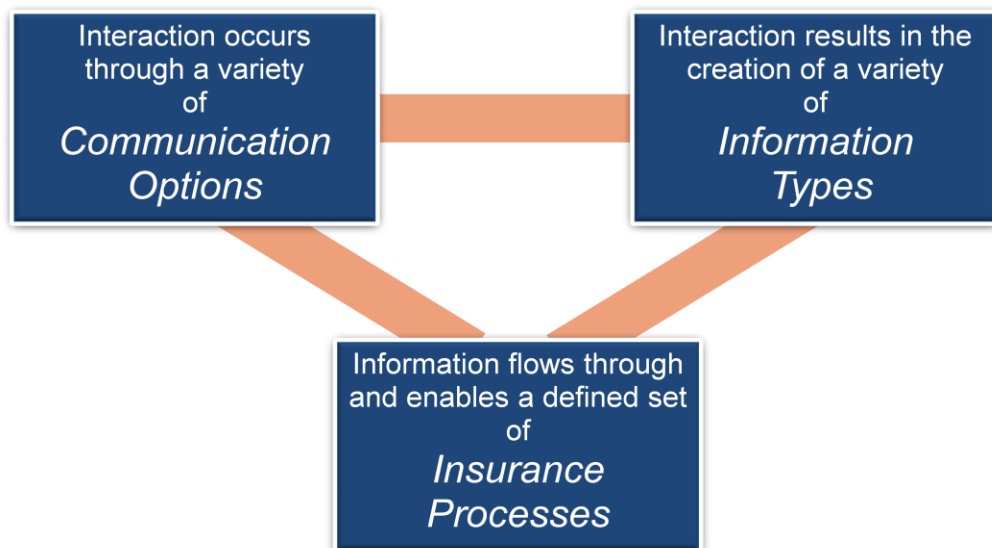 Interaction occurs
through a variety
of
Communication
Options
Interaction results in the
creation of a variety
of
Information
Types
Information flows through
and enables a defined set
of
Insurance
Processes